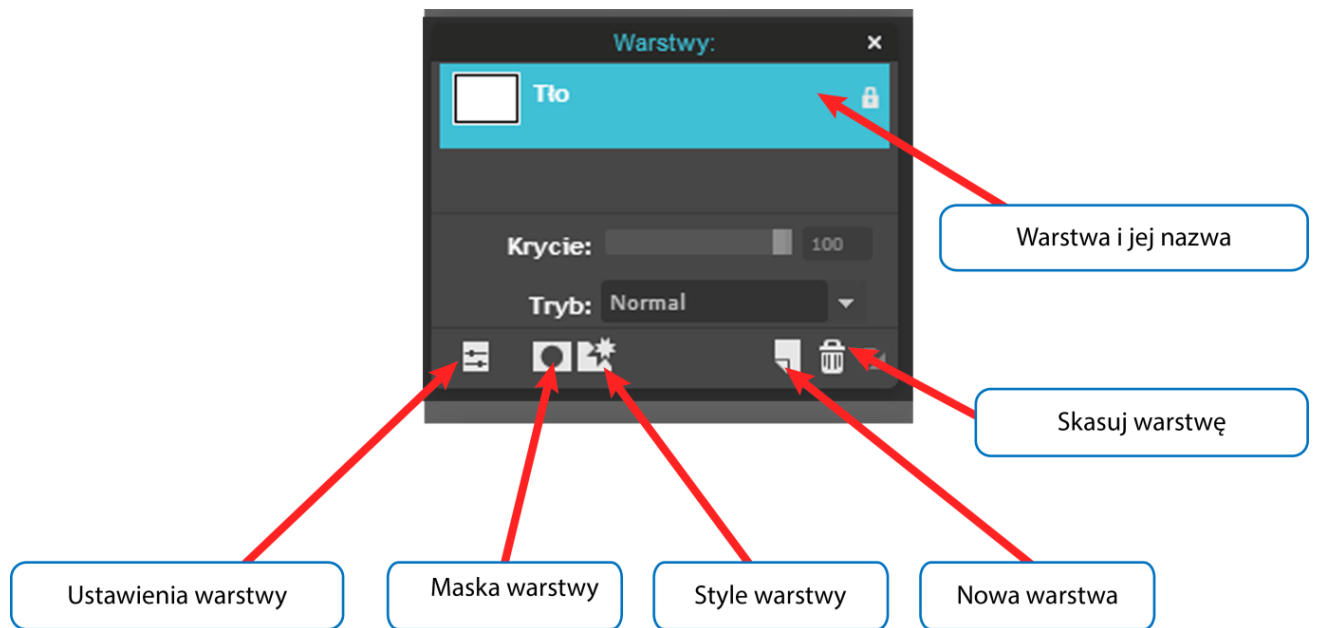 Warstwy:
Tło
Warstwa i jej nazwa
Krycie: 100
Tryb: Normal
Skasuj warstwę
Ustawienia warstwy
Maska warstwy
Style warstwy
Nowa warstwa